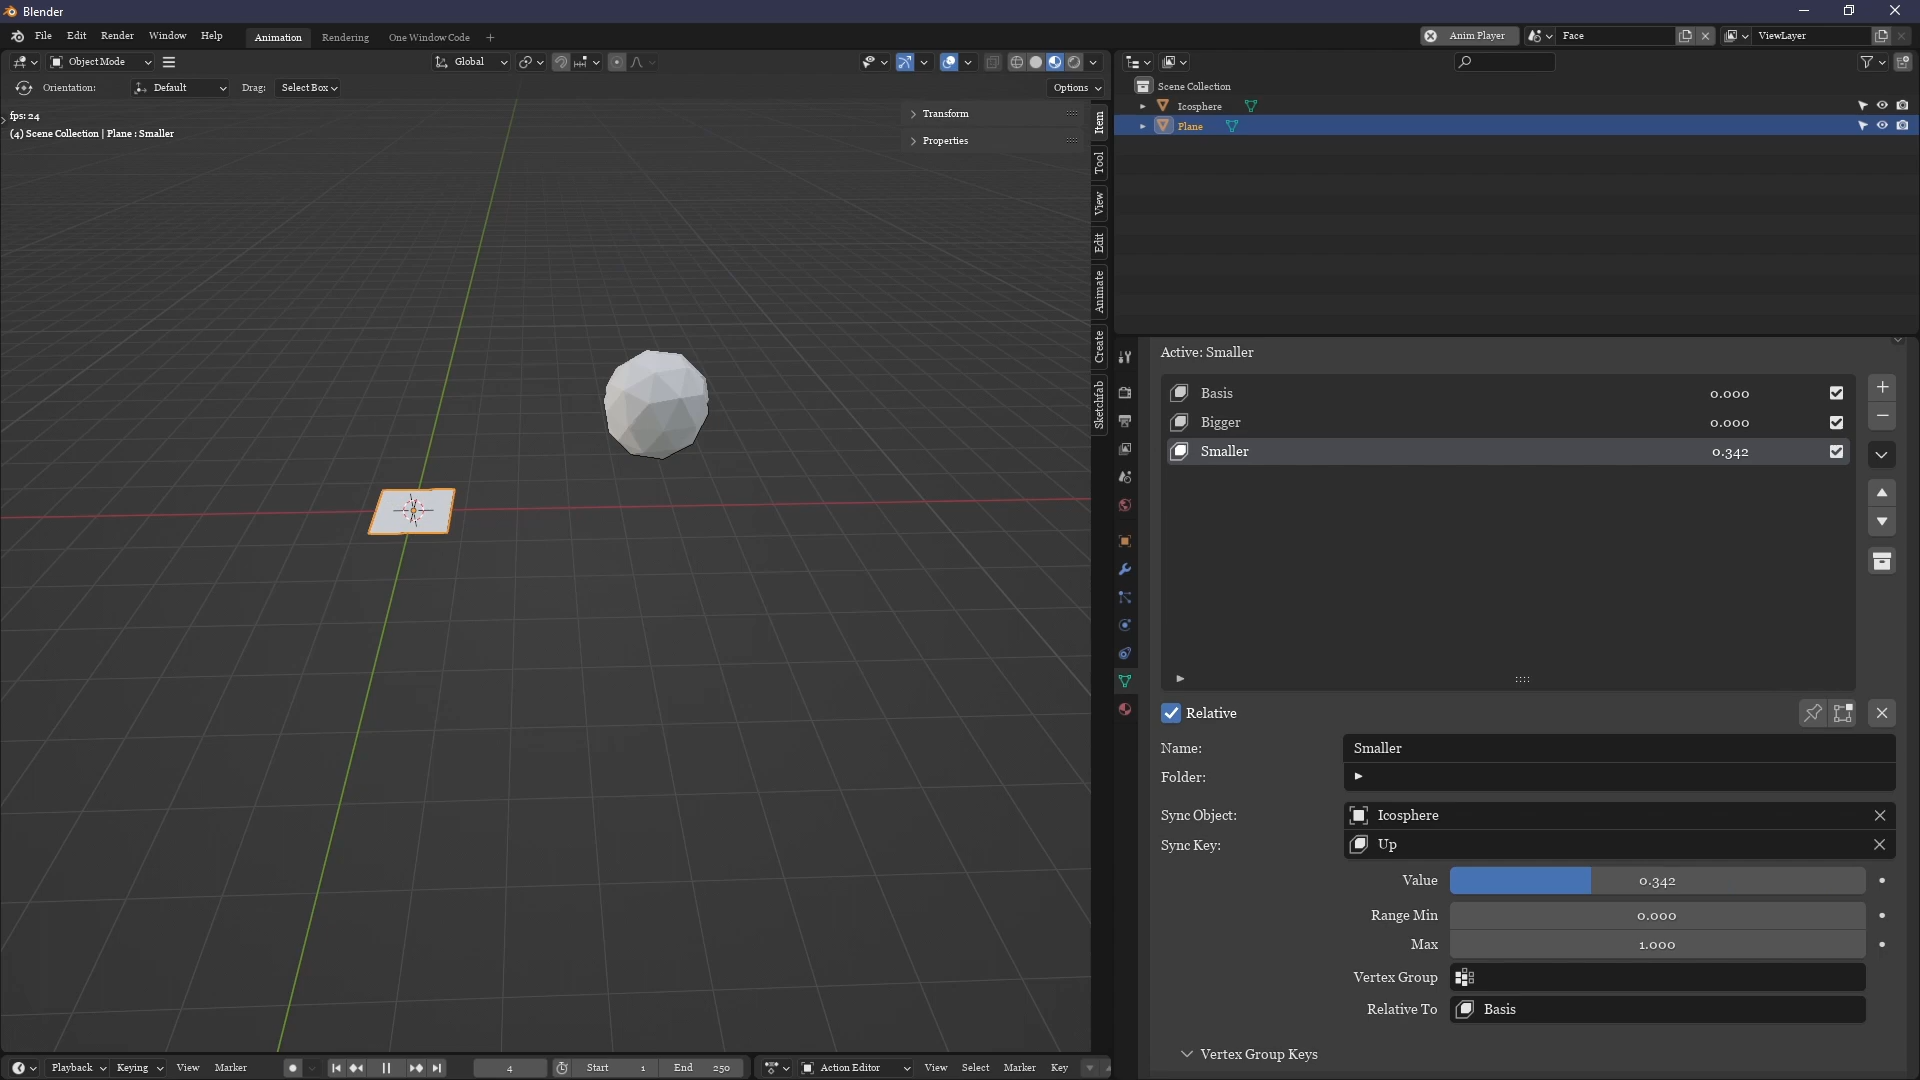 Blender
File Edit Render Window Help Animation Rendering One Window Code + Anim Player Face ViewLayer
Object Mode Global
Orientation: Default Drag: Select Box Options
fps: 24
(4) Scene Collection | Plane : Smaller
Transform
Properties
Item
Tool
View
Edit
Animate
Create
Sketchfab
Scene Collection
Icosphere
Plane
Active: Smaller
Basis 0.000
Bigger 0.000
Smaller 0.342
Relative
Name: Smaller
Folder:
Sync Object: Icosphere
Sync Key: Up
Value 0.342
Range Min 0.000
Max 1.000
Vertex Group
Relative To Basis
Vertex Group Keys
Playback Keying View Marker 4 Start 1 End 250 Action Editor View Select Marker Key